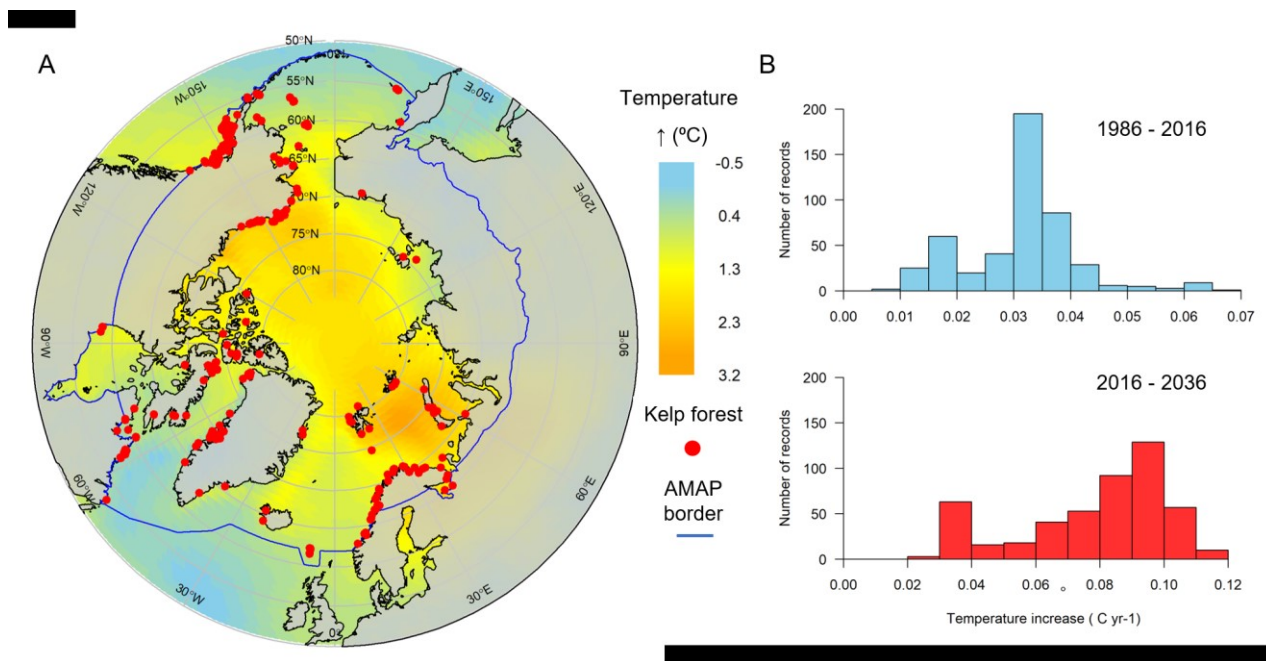 A
50°N
55°N
60°N
65°N
70°N
75°N
80°N
150°W
120°W
90°W
60°W
30°W
0°
30°E
60°E
90°E
120°E
150°E
Temperature
↑ (ºC)
-0.5
0.4
1.3
2.3
3.2
Kelp forest
AMAP
border
B
1986 - 2016
Number of records
200
150
100
50
0
0.00 0.01 0.02 0.03 0.04 0.05 0.06 0.07
2016 - 2036
Number of records
200
150
100
50
0
0.00 0.02 0.04 0.06 0.08 0.10 0.12
Temperature increase ( C yr-1)